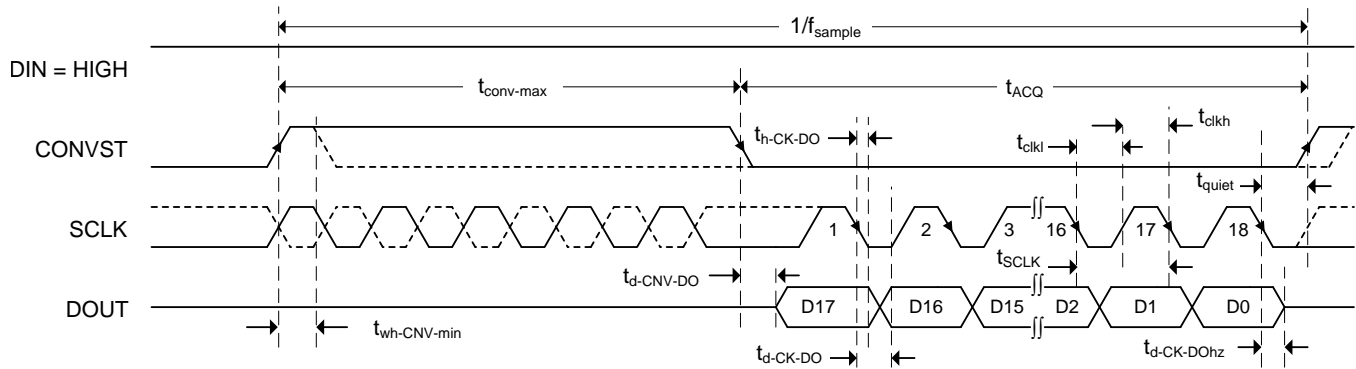 1/fsample
DIN = HIGH
tconv-max
tACQ
tclkh
CONVST
th-CK-DO
tclkl
tquiet
SCLK
1 2 3 16 17 18
tSCLK
td-CNV-DO
DOUT
D17 D16 D15 D2 D1 D0
twh-CNV-min
td-CK-DO
td-CK-DOhz